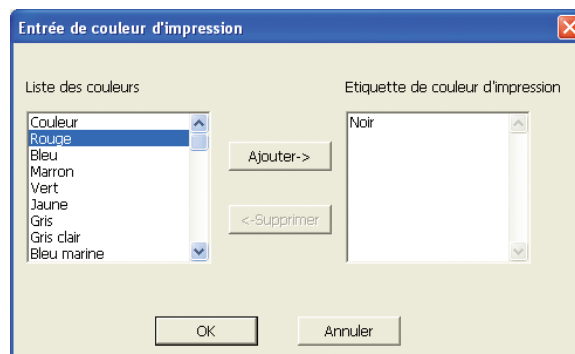 Entrée de couleur d'impression
Liste des couleurs
Etiquette de couleur d'impression
Couleur
Rouge
Bleu
Marron
Vert
Jaune
Gris
Gris clair
Bleu marine
Ajouter->
<-Supprimer
Noir
OK
Annuler